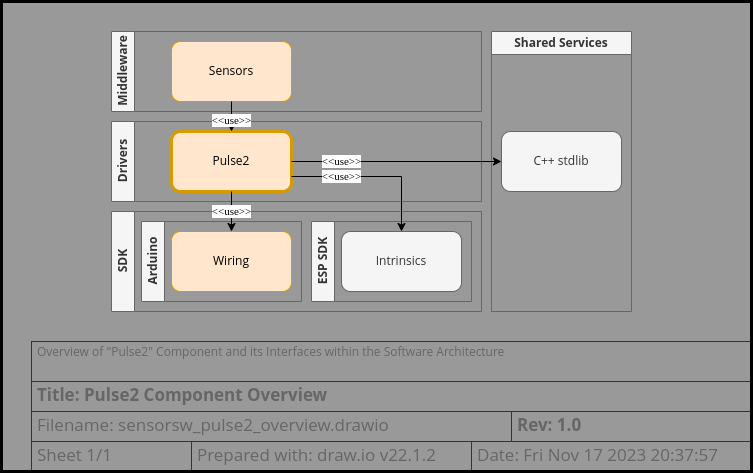 Middleware
Sensors
Shared Services
<<use>>
Drivers
Pulse2
<<use>>
<<use>>
C++ stdlib
<<use>>
SDK
Arduino
Wiring
ESP SDK
Intrinsics
Overview of "Pulse2" Component and its Interfaces within the Software Architecture
Title: Pulse2 Component Overview
Filename: sensorsw_pulse2_overview.drawio
Rev: 1.0
Sheet 1/1
Prepared with: draw.io v22.1.2
Date: Fri Nov 17 2023 20:37:57